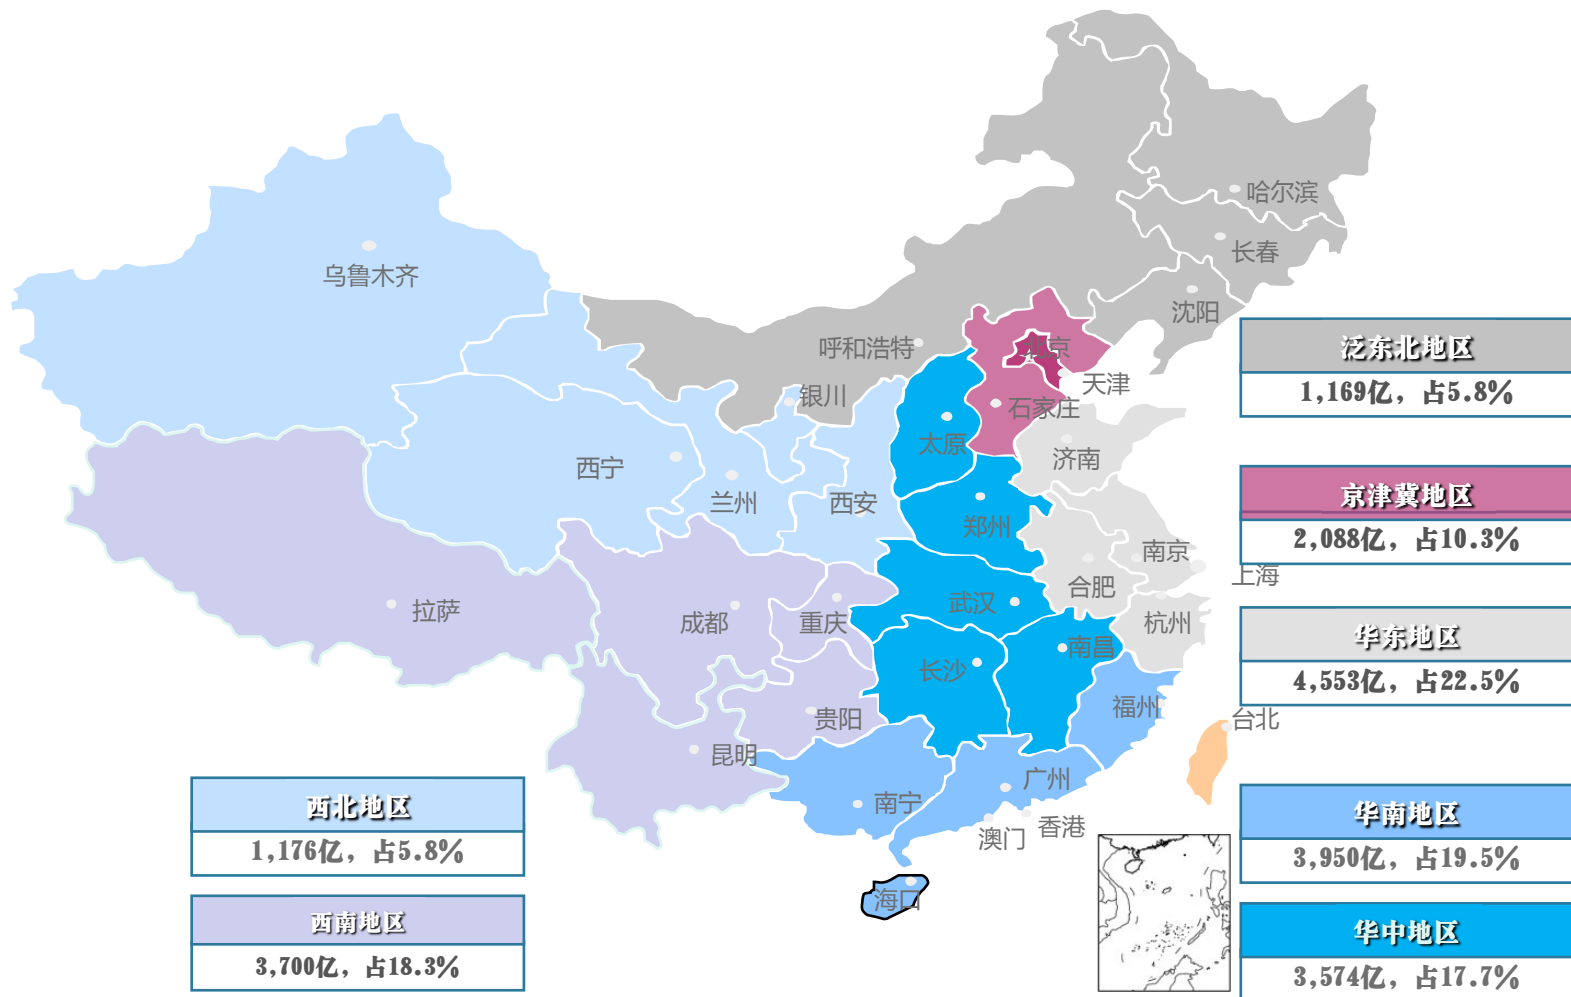 哈尔滨
长春
乌鲁木齐
沈阳
呼和浩特
北京
天津
银川
石家庄
太原
济南
西宁
兰州
西安
郑州
南京
上海
合肥
拉萨
成都
重庆
武汉
杭州
南昌
长沙
福州
贵阳
台北
昆明
广州
南宁
香港
澳门
海口
泛东北地区
1,169亿，占5.8%
京津冀地区
2,088亿，占10.3%
华东地区
4,553亿，占22.5%
华南地区
3,950亿，占19.5%
华中地区
3,574亿，占17.7%
西北地区
1,176亿，占5.8%
西南地区
3,700亿，占18.3%